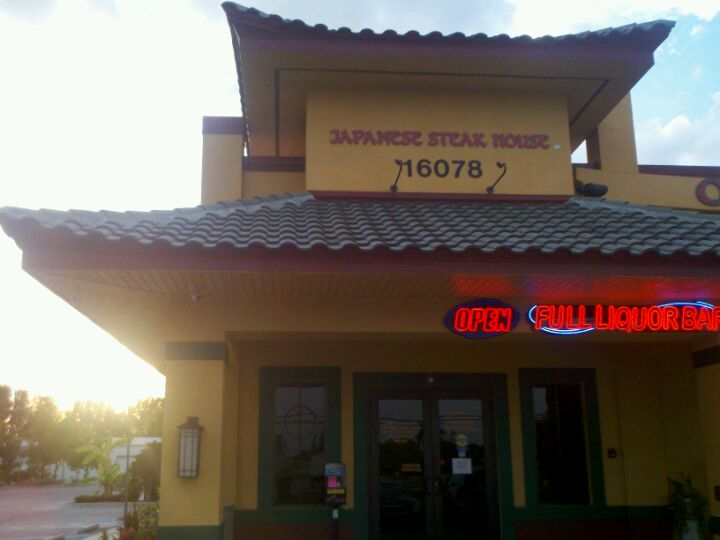 JAPANESE STEAK HOUSE
16078
OPEN
FULL LIQUOR BAR